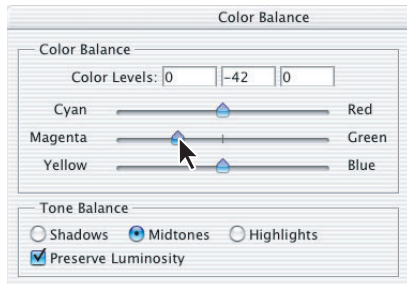 Color Balance
Color Balance
Color Levels: 0 -42 0
Cyan Red
Magenta Green
Yellow Blue
Tone Balance
Shadows Midtones Highlights
Preserve Luminosity